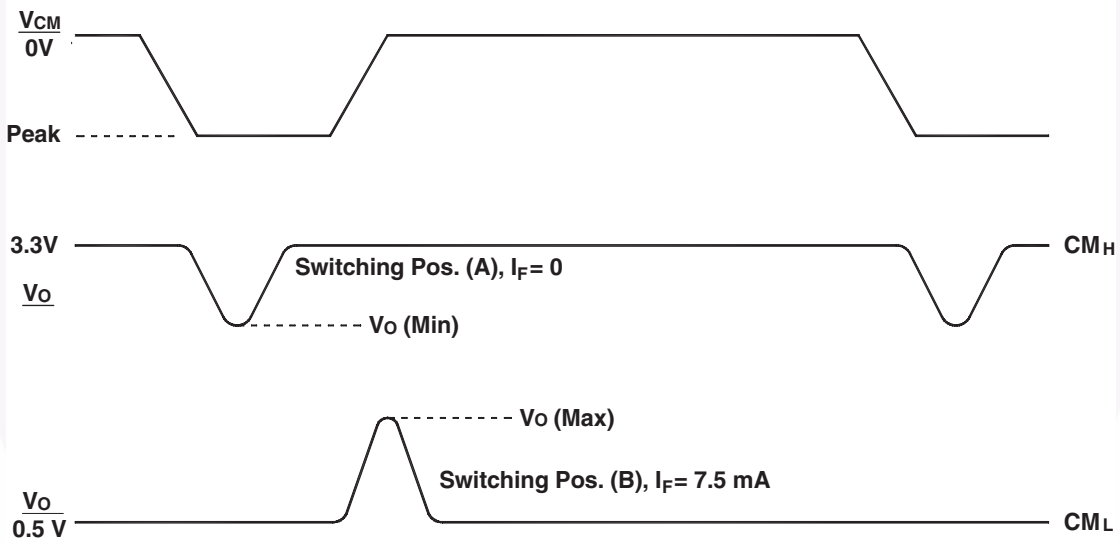 VCM
0V
Peak
3.3V
CMH
Switching Pos. (A), IF= 0
VO
VO (Min)
VO (Max)
Switching Pos. (B), IF= 7.5 mA
VO
0.5 V
CML